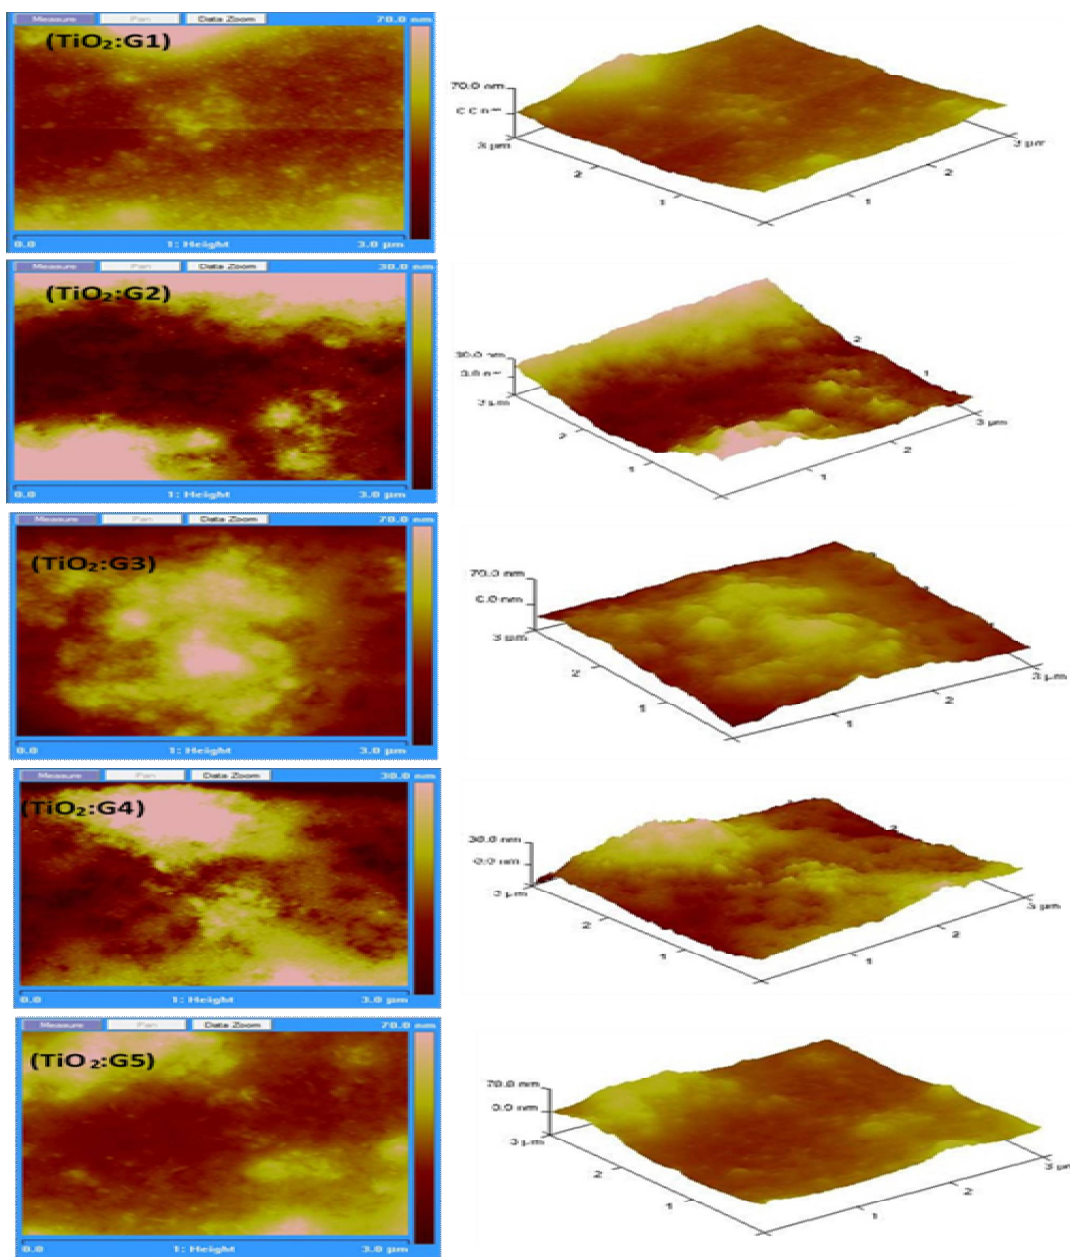 Measure Pan Data Zoom 70.0 nm
(TiO₂:G1)
0.0 1: Height 3.0 µm
70.0 nm
3 µm
2
1
1
2
3 µm
Measure Pan Data Zoom 30.0 nm
(TiO₂:G2)
0.0 1: Height 3.0 µm
30.0 nm
3 µm
2
1
1
2
3 µm
2
1
Measure Pan Data Zoom 70.0 nm
(TiO₂:G3)
0.0 1: Height 3.0 µm
70.0 nm
0.0 nm
3 µm
2
1
1
2
3 µm
Measure Pan Data Zoom 30.0 nm
(TiO₂:G4)
0.0 1: Height 3.0 µm
30.0 nm
0.0 nm
3 µm
2
1
1
2
3 µm
Measure Pan Data Zoom 70.0 nm
(TiO ₂:G5)
0.0 1: Height 3.0 µm
70.0 nm
0.0 nm
3 µm
2
1
1
2
3 µm